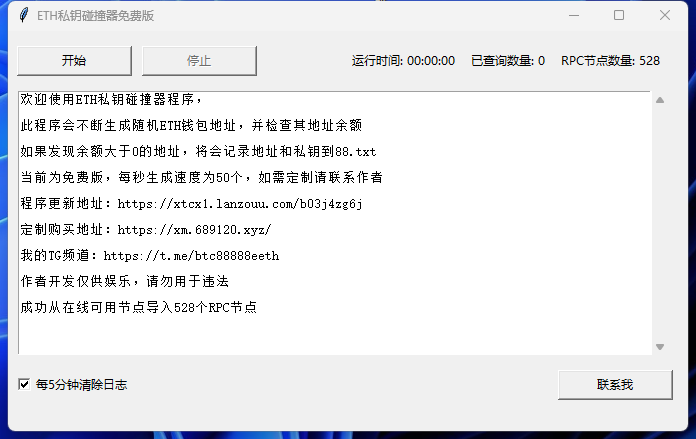 ETH私钥碰撞器免费版
开始
停止
运行时间: 00:00:00
已查询数量: 0
RPC节点数量: 528
欢迎使用ETH私钥碰撞器程序，
此程序会不断生成随机ETH钱包地址，并检查其地址余额
如果发现余额大于0的地址，将会记录地址和私钥到88.txt
当前为免费版，每秒生成速度为50个，如需定制请联系作者
程序更新地址：https://xtcx1.lanzouu.com/b03j4zg6j
定制购买地址：https://xm.689120.xyz/
我的TG频道：https://t.me/btc88888eeth
作者开发仅供娱乐，请勿用于违法
成功从在线可用节点导入528个RPC节点
每5分钟清除日志
联系我